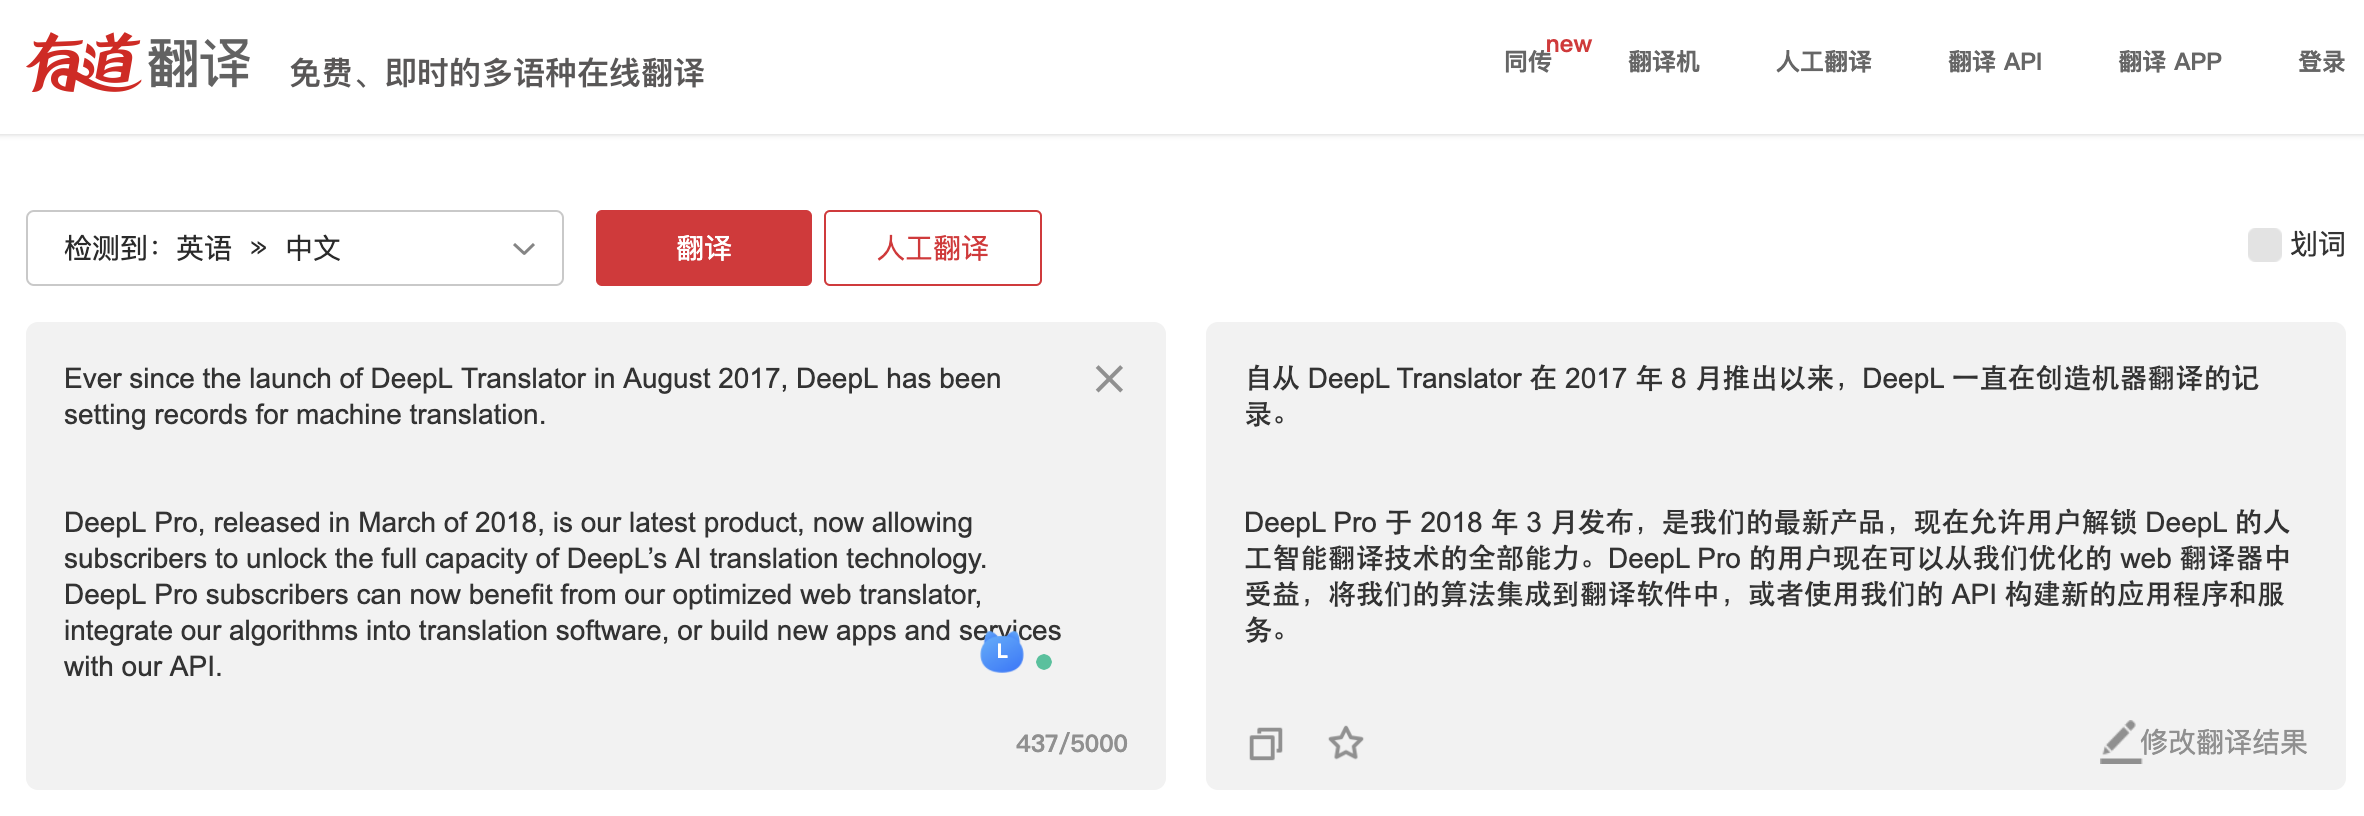 有道翻译 免费、即时的多语种在线翻译 同传 new 翻译机 人工翻译 翻译 API 翻译 APP 登录
检测到：英语 » 中文 翻译 人工翻译 划词
Ever since the launch of DeepL Translator in August 2017, DeepL has been
setting records for machine translation.
DeepL Pro, released in March of 2018, is our latest product, now allowing
subscribers to unlock the full capacity of DeepL’s AI translation technology.
DeepL Pro subscribers can now benefit from our optimized web translator,
integrate our algorithms into translation software, or build new apps and services
with our API.
L
437/5000
自从 DeepL Translator 在 2017 年 8 月推出以来，DeepL 一直在创造机器翻译的记
录。
DeepL Pro 于 2018 年 3 月发布，是我们的最新产品，现在允许用户解锁 DeepL 的人
工智能翻译技术的全部能力。DeepL Pro 的用户现在可以从我们优化的 web 翻译器中
受益，将我们的算法集成到翻译软件中，或者使用我们的 API 构建新的应用程序和服
务。
修改翻译结果